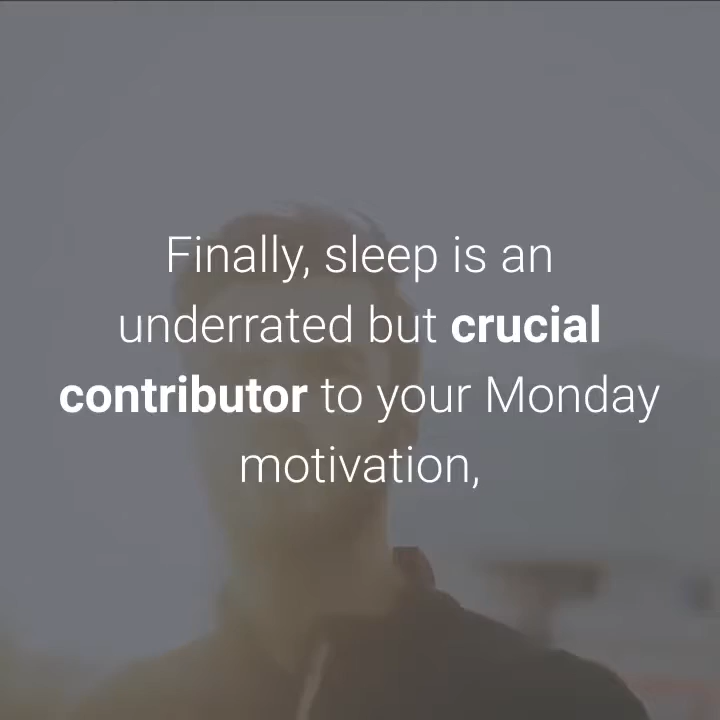 Finally, sleep is an
underrated but crucial
contributor to your Monday
motivation,